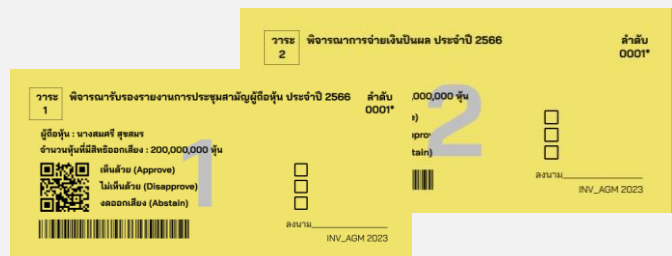 วาระ 2 พิจารณาการจ่ายเงินปันผล ประจำปี 2566 ลำดับ 0001*
,000,000 หุ้น
2
ลงนาม
INV_AGM 2023
วาระ 1 พิจารณารับรองรายงานการประชุมสามัญผู้ถือหุ้น ประจำปี 2566 ลำดับ 0001*
ผู้ถือหุ้น : นางสมศรี สุขสมร
จำนวนหุ้นที่มีสิทธิออกเสียง : 200,000,000 หุ้น
1
เห็นด้วย (Approve)
ไม่เห็นด้วย (Disapprove)
งดออกเสียง (Abstain)
ลงนาม
INV_AGM 2023